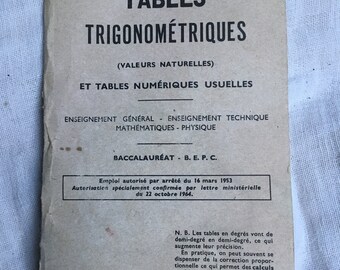 TABLES
TRIGONOMÉTRIQUES
(VALEURS NATURELLES)
ET TABLES NUMÉRIQUES USUELLES
ENSEIGNEMENT GÉNÉRAL - ENSEIGNEMENT TECHNIQUE
MATHÉMATIQUES - PHYSIQUE
BACCALAURÉAT - B. E. P. C.
Emploi autorisé par arrêté du 16 mars 1953
Autorisation spécialement confirmée par lettre ministérielle
du 22 octobre 1964.
N. B. Les tables en degrés vont de
demi-degré en demi-degré, ce qui
augmente leur précision.
En pratique, on peut souvent se
dispenser de la correction propor-
tionnelle ce qui permet des calculs